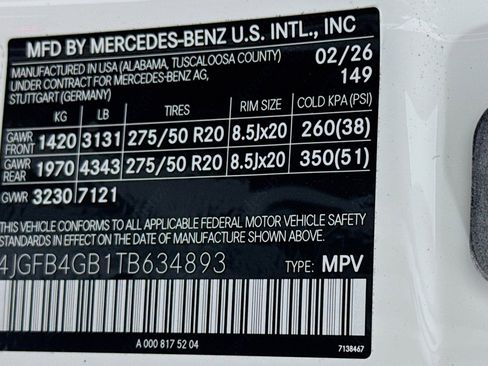 MFD BY MERCEDES-BENZ U.S. INTL., INC
MANUFACTURED IN USA (ALABAMA, TUSCALOOSA COUNTY) 02/26
UNDER CONTRACT FOR MERCEDES-BENZ AG, 149
STUTTGART (GERMANY)
KG LB TIRES RIM SIZE COLD KPA (PSI)
GAWR FRONT 1420 3131 275/50 R20 8.5Jx20 260(38)
GAWR REAR 1970 4343 275/50 R20 8.5Jx20 350(51)
GVWR 3230 7121
THIS VEHICLE CONFORMS TO ALL APPLICABLE FEDERAL MOTOR VEHICLE SAFETY
STANDARDS IN EFFECT ON THE DATE OF MANUFACTURE SHOWN ABOVE.
4JGFB4GB1TB634893 TYPE: MPV
A 000 817 52 04
7138467